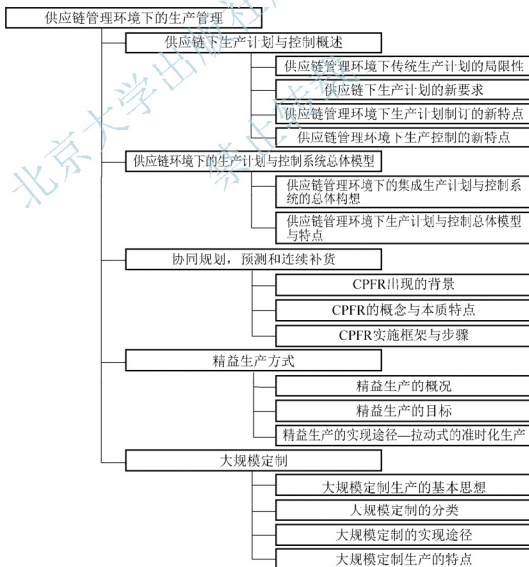 供应链管理环境下的生产管理
供应链下生产计划与控制概述
供应链管理环境下传统生产计划的局限性
供应链下生产计划的新要求
供应链管理环境下生产计划制订的新特点
供应链管理环境下生产控制的新特点
供应链环境下的生产计划与控制系统总体模型
供应链管理环境下的集成生产计划与控制系
统的总体构想
供应链管理环境下生产计划与控制总体模型
与特点
协同规划，预测和连续补货
CPFR出现的背景
CPFR的概念与本质特点
CPFR实施框架与步骤
精益生产方式
精益生产的概况
精益生产的目标
精益生产的实现途径—拉动式的准时化生产
大规模定制
大规模定制生产的基本思想
人规模定制的分类
大规模定制的实现途径
大规模定制生产的特点
北京大学出版社